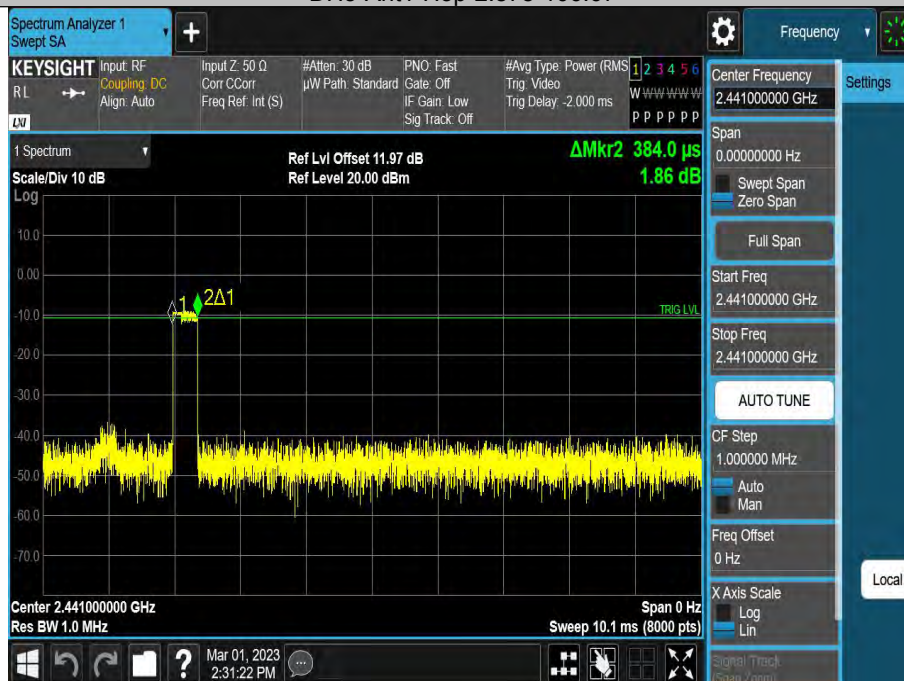 Spectrum Analyzer 1
Swept SA
+
Frequency
KEYSIGHT
RL
LXI
Input: RF
Coupling: DC
Align: Auto
Input Z: 50 Ω
Corr CCorr
Freq Ref: Int (S)
#Atten: 30 dB
µW Path: Standard
PNO: Fast
Gate: Off
IF Gain: Low
Sig Track: Off
#Avg Type: Power (RMS
Trig: Video
Trig Delay: -2.000 ms
1 2 3 4 5 6
W W W W W W
P P P P P P
1 Spectrum
Scale/Div 10 dB
Log
Ref Lvl Offset 11.97 dB
Ref Level 20.00 dBm
ΔMkr2 384.0 µs
1.86 dB
10.0
0.00
-10.0
-20.0
-30.0
-40.0
-50.0
-60.0
-70.0
1
2Δ1
TRIG LVL
Center 2.441000000 GHz
Res BW 1.0 MHz
Span 0 Hz
Sweep 10.1 ms (8000 pts)
Center Frequency
2.441000000 GHz
Settings
Span
0.00000000 Hz
Swept Span
Zero Span
Full Span
Start Freq
2.441000000 GHz
Stop Freq
2.441000000 GHz
AUTO TUNE
CF Step
1.000000 MHz
Auto
Man
Freq Offset
0 Hz
X Axis Scale
Log
Lin
Local
Signal Track
(Span Zoom)
?
Mar 01, 2023
2:31:22 PM